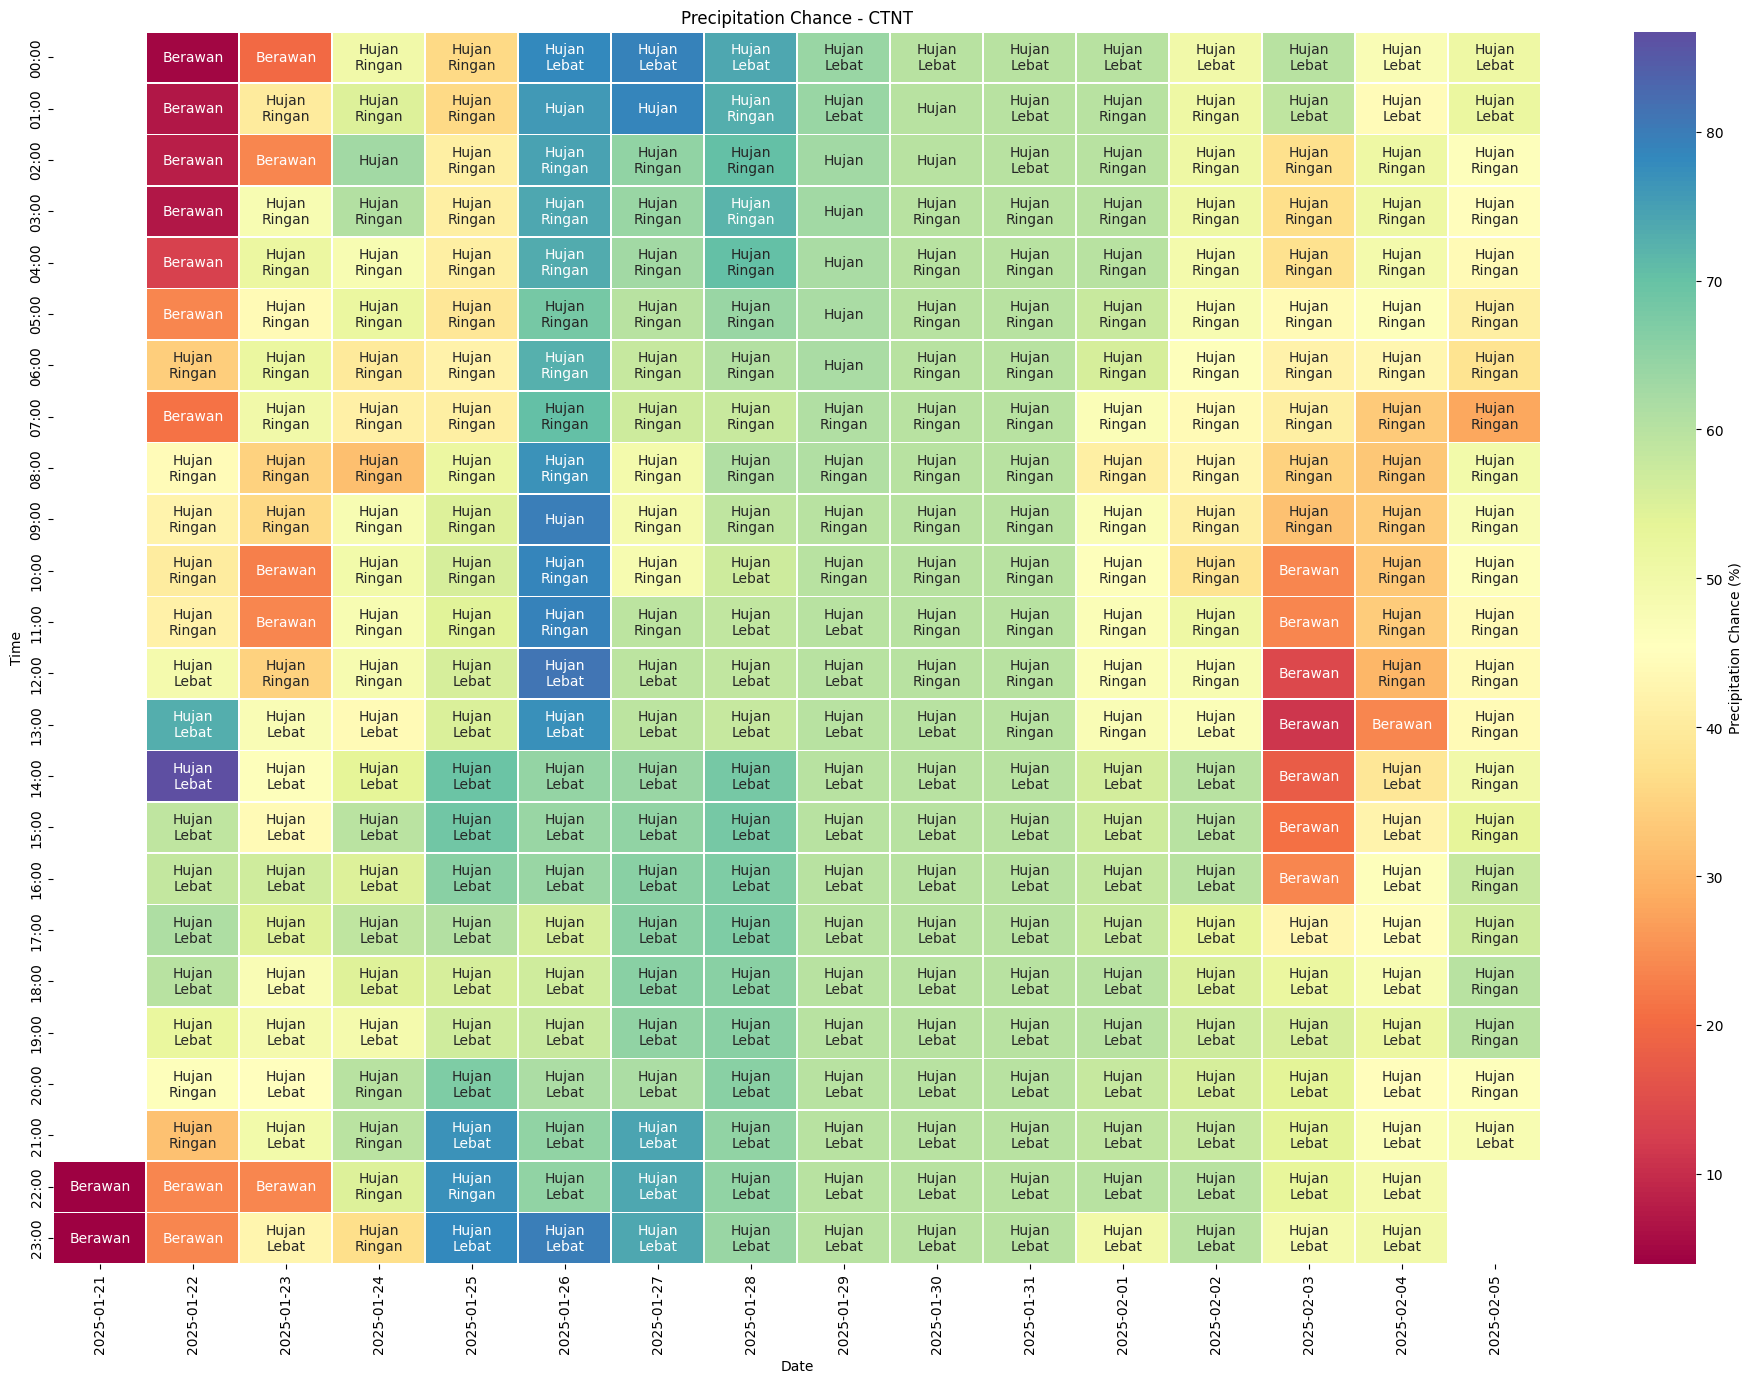 Precipitation Chance - CTNT
00:00 Berawan Berawan Hujan Ringan Hujan Ringan Hujan Lebat Hujan Lebat Hujan Lebat Hujan Lebat Hujan Lebat Hujan Lebat Hujan Lebat Hujan Lebat Hujan Lebat Hujan Lebat Hujan Lebat
01:00 Berawan Hujan Ringan Hujan Ringan Hujan Ringan Hujan Hujan Hujan Ringan Hujan Lebat Hujan Hujan Lebat Hujan Ringan Hujan Ringan Hujan Lebat Hujan Lebat Hujan Lebat
02:00 Berawan Berawan Hujan Hujan Ringan Hujan Ringan Hujan Ringan Hujan Ringan Hujan Hujan Hujan Lebat Hujan Ringan Hujan Ringan Hujan Ringan Hujan Ringan Hujan Ringan
03:00 Berawan Hujan Ringan Hujan Ringan Hujan Ringan Hujan Ringan Hujan Ringan Hujan Ringan Hujan Hujan Ringan Hujan Ringan Hujan Ringan Hujan Ringan Hujan Ringan Hujan Ringan Hujan Ringan
04:00 Berawan Hujan Ringan Hujan Ringan Hujan Ringan Hujan Ringan Hujan Ringan Hujan Ringan Hujan Hujan Ringan Hujan Ringan Hujan Ringan Hujan Ringan Hujan Ringan Hujan Ringan Hujan Ringan
05:00 Berawan Hujan Ringan Hujan Ringan Hujan Ringan Hujan Ringan Hujan Ringan Hujan Ringan Hujan Hujan Ringan Hujan Ringan Hujan Ringan Hujan Ringan Hujan Ringan Hujan Ringan Hujan Ringan
06:00 Hujan Ringan Hujan Ringan Hujan Ringan Hujan Ringan Hujan Ringan Hujan Ringan Hujan Ringan Hujan Hujan Ringan Hujan Ringan Hujan Ringan Hujan Ringan Hujan Ringan Hujan Ringan Hujan Ringan
07:00 Berawan Hujan Ringan Hujan Ringan Hujan Ringan Hujan Ringan Hujan Ringan Hujan Ringan Hujan Ringan Hujan Ringan Hujan Ringan Hujan Ringan Hujan Ringan Hujan Ringan Hujan Ringan Hujan Ringan
08:00 Hujan Ringan Hujan Ringan Hujan Ringan Hujan Ringan Hujan Ringan Hujan Ringan Hujan Ringan Hujan Ringan Hujan Ringan Hujan Ringan Hujan Ringan Hujan Ringan Hujan Ringan Hujan Ringan Hujan Ringan
09:00 Hujan Ringan Hujan Ringan Hujan Ringan Hujan Ringan Hujan Hujan Ringan Hujan Ringan Hujan Ringan Hujan Ringan Hujan Ringan Hujan Ringan Hujan Ringan Hujan Ringan Hujan Ringan Hujan Ringan
10:00 Hujan Ringan Berawan Hujan Ringan Hujan Ringan Hujan Ringan Hujan Ringan Hujan Lebat Hujan Ringan Hujan Ringan Hujan Ringan Hujan Ringan Hujan Ringan Berawan Hujan Ringan Hujan Ringan
11:00 Hujan Ringan Berawan Hujan Ringan Hujan Ringan Hujan Ringan Hujan Ringan Hujan Lebat Hujan Lebat Hujan Ringan Hujan Ringan Hujan Ringan Hujan Ringan Berawan Hujan Ringan Hujan Ringan
12:00 Hujan Lebat Hujan Ringan Hujan Ringan Hujan Lebat Hujan Lebat Hujan Lebat Hujan Lebat Hujan Lebat Hujan Ringan Hujan Ringan Hujan Ringan Hujan Ringan Berawan Hujan Ringan Hujan Ringan
13:00 Hujan Lebat Hujan Lebat Hujan Lebat Hujan Lebat Hujan Lebat Hujan Lebat Hujan Lebat Hujan Lebat Hujan Lebat Hujan Ringan Hujan Ringan Hujan Lebat Berawan Berawan Hujan Ringan
14:00 Hujan Lebat Hujan Lebat Hujan Lebat Hujan Lebat Hujan Lebat Hujan Lebat Hujan Lebat Hujan Lebat Hujan Lebat Hujan Lebat Hujan Lebat Hujan Lebat Berawan Hujan Lebat Hujan Ringan
15:00 Hujan Lebat Hujan Lebat Hujan Lebat Hujan Lebat Hujan Lebat Hujan Lebat Hujan Lebat Hujan Lebat Hujan Lebat Hujan Lebat Hujan Lebat Hujan Lebat Berawan Hujan Lebat Hujan Ringan
16:00 Hujan Lebat Hujan Lebat Hujan Lebat Hujan Lebat Hujan Lebat Hujan Lebat Hujan Lebat Hujan Lebat Hujan Lebat Hujan Lebat Hujan Lebat Hujan Lebat Berawan Hujan Lebat Hujan Ringan
17:00 Hujan Lebat Hujan Lebat Hujan Lebat Hujan Lebat Hujan Lebat Hujan Lebat Hujan Lebat Hujan Lebat Hujan Lebat Hujan Lebat Hujan Lebat Hujan Lebat Hujan Lebat Hujan Lebat Hujan Ringan
18:00 Hujan Lebat Hujan Lebat Hujan Lebat Hujan Lebat Hujan Lebat Hujan Lebat Hujan Lebat Hujan Lebat Hujan Lebat Hujan Lebat Hujan Lebat Hujan Lebat Hujan Lebat Hujan Lebat Hujan Ringan
19:00 Hujan Lebat Hujan Lebat Hujan Lebat Hujan Lebat Hujan Lebat Hujan Lebat Hujan Lebat Hujan Lebat Hujan Lebat Hujan Lebat Hujan Lebat Hujan Lebat Hujan Lebat Hujan Lebat Hujan Ringan
20:00 Hujan Ringan Hujan Lebat Hujan Ringan Hujan Lebat Hujan Lebat Hujan Lebat Hujan Lebat Hujan Lebat Hujan Lebat Hujan Lebat Hujan Lebat Hujan Lebat Hujan Lebat Hujan Lebat Hujan Ringan
21:00 Hujan Ringan Hujan Lebat Hujan Ringan Hujan Lebat Hujan Lebat Hujan Lebat Hujan Lebat Hujan Lebat Hujan Lebat Hujan Lebat Hujan Lebat Hujan Lebat Hujan Lebat Hujan Lebat Hujan Lebat
22:00 Berawan Berawan Berawan Hujan Ringan Hujan Ringan Hujan Lebat Hujan Lebat Hujan Lebat Hujan Lebat Hujan Lebat Hujan Lebat Hujan Lebat Hujan Lebat Hujan Lebat Hujan Lebat
23:00 Berawan Berawan Hujan Lebat Hujan Ringan Hujan Lebat Hujan Lebat Hujan Lebat Hujan Lebat Hujan Lebat Hujan Lebat Hujan Lebat Hujan Lebat Hujan Lebat Hujan Lebat Hujan Lebat
Time
2025-01-21 2025-01-22 2025-01-23 2025-01-24 2025-01-25 2025-01-26 2025-01-27 2025-01-28 2025-01-29 2025-01-30 2025-01-31 2025-02-01 2025-02-02 2025-02-03 2025-02-04 2025-02-05
Date
80
70
60
50
40
30
20
10
Precipitation Chance (%)